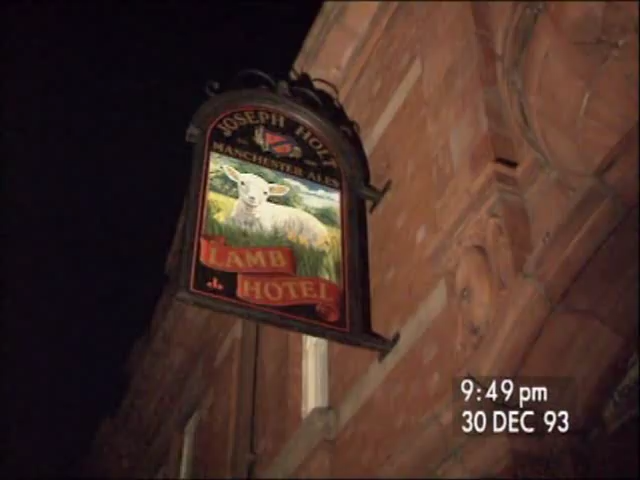 JOSEPH HOLT
MANCHESTER ALES
LAMB
HOTEL
9:49 pm
30 DEC 93